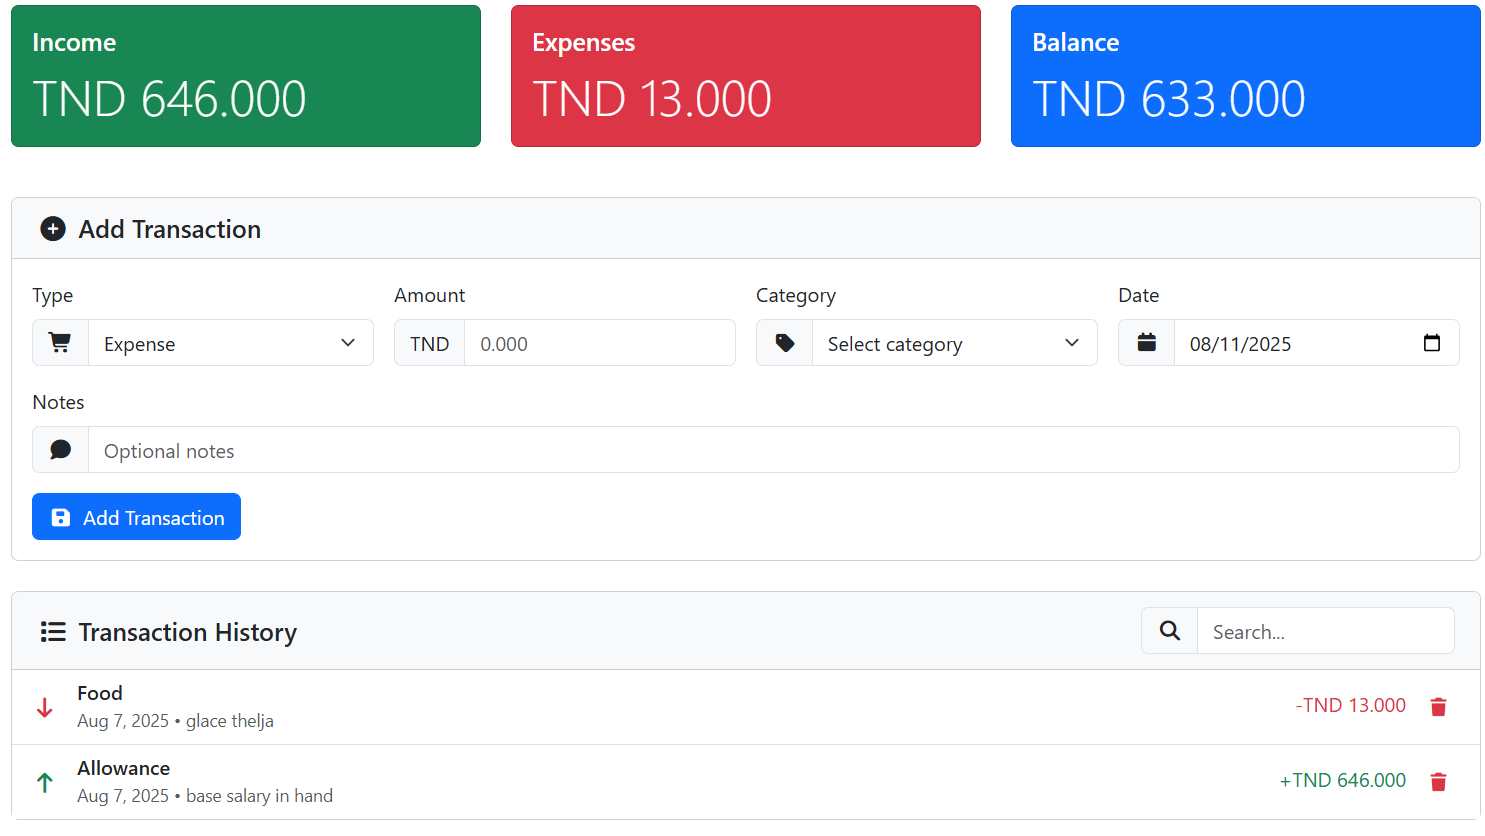 Income
TND 646.000
Expenses
TND 13.000
Balance
TND 633.000
Add Transaction
Type
Amount
Category
Date
Expense
TND 0.000
Select category
08/11/2025
Notes
Optional notes
Add Transaction
Transaction History
Search...
Food
Aug 7, 2025 • glace thelja
-TND 13.000
Allowance
Aug 7, 2025 • base salary in hand
+TND 646.000